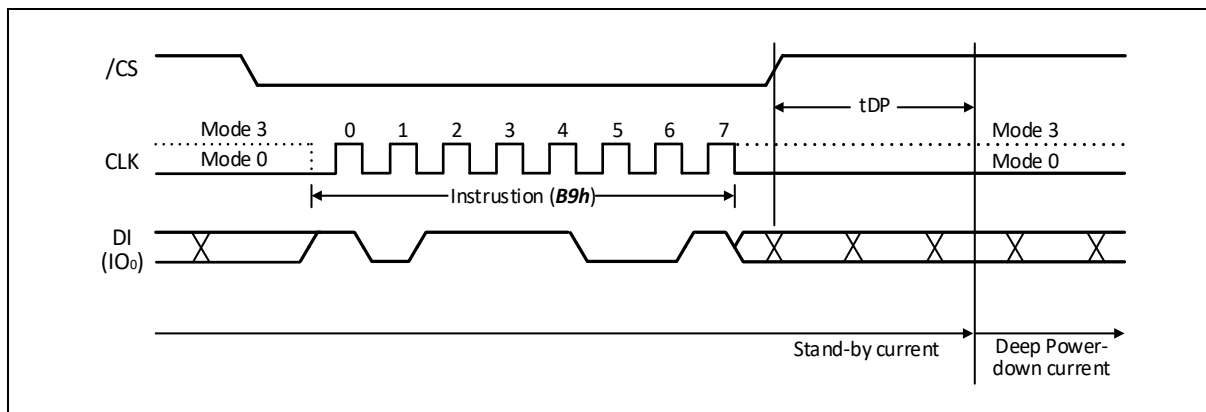 /CS
tDP
Mode 3
0 1 2 3 4 5 6 7
Mode 3
CLK
Mode 0
Mode 0
Instrustion (B9h)
DI
(IO₀)
Stand-by current
Deep Power-
down current